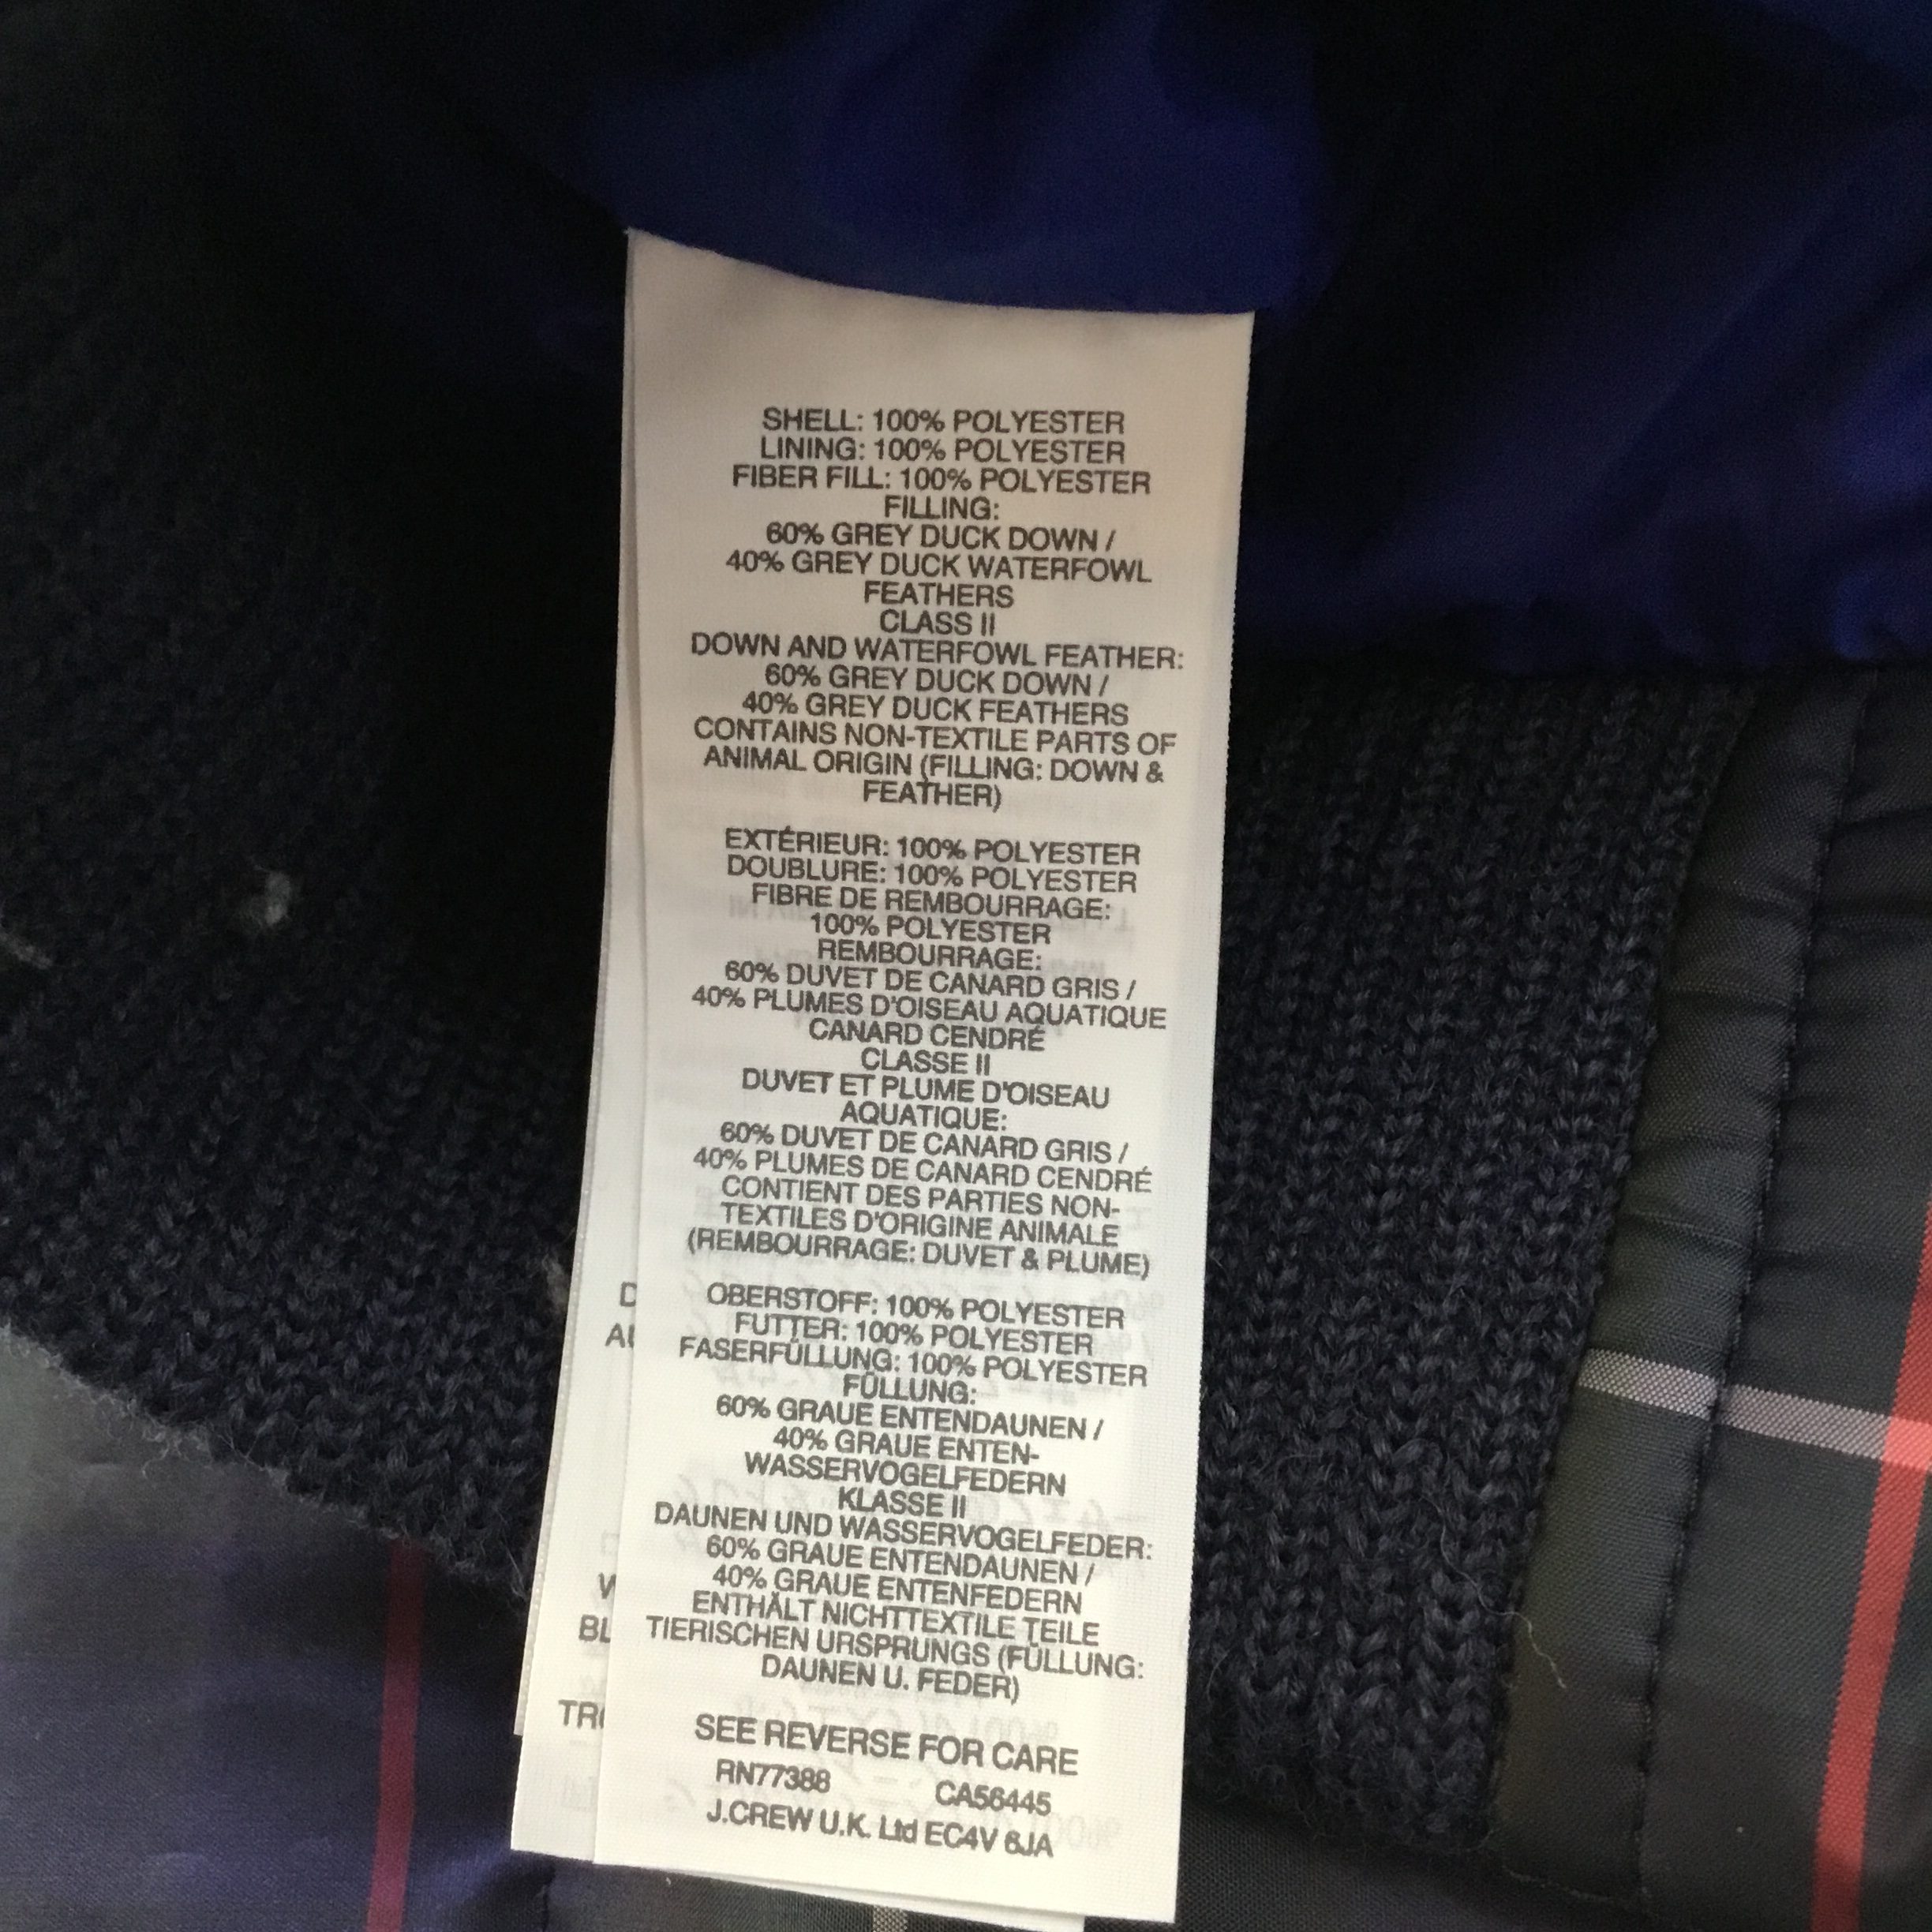 SHELL: 100% POLYESTER
LINING: 100% POLYESTER
FIBER FILL: 100% POLYESTER
FILLING:
60% GREY DUCK DOWN /
40% GREY DUCK WATERFOWL
FEATHERS
CLASS II
DOWN AND WATERFOWL FEATHER:
60% GREY DUCK DOWN /
40% GREY DUCK FEATHERS
CONTAINS NON-TEXTILE PARTS OF
ANIMAL ORIGIN (FILLING: DOWN &
FEATHER)
EXTÉRIEUR: 100% POLYESTER
DOUBLURE: 100% POLYESTER
FIBRE DE REMBOURRAGE:
100% POLYESTER
REMBOURRAGE:
60% DUVET DE CANARD GRIS /
40% PLUMES D'OISEAU AQUATIQUE
CANARD CENDRÉ
CLASSE II
DUVET ET PLUME D'OISEAU
AQUATIQUE:
60% DUVET DE CANARD GRIS /
40% PLUMES DE CANARD CENDRÉ
CONTIENT DES PARTIES NON-
TEXTILES D'ORIGINE ANIMALE
(REMBOURRAGE: DUVET & PLUME)
OBERSTOFF: 100% POLYESTER
FUTTER: 100% POLYESTER
FASERFÜLLUNG: 100% POLYESTER
FÜLLUNG:
60% GRAUE ENTENDAUNEN /
40% GRAUE ENTEN-
WASSERVOGELFEDERN
KLASSE II
DAUNEN UND WASSERVOGELFEDER:
60% GRAUE ENTENDAUNEN /
40% GRAUE ENTENFEDERN
ENTHÄLT NICHTTEXTILE TEILE
TIERISCHEN URSPRUNGS (FÜLLUNG:
DAUNEN U. FEDER)
SEE REVERSE FOR CARE
RN77388 CA56445
J.CREW U.K. Ltd EC4V 6JA